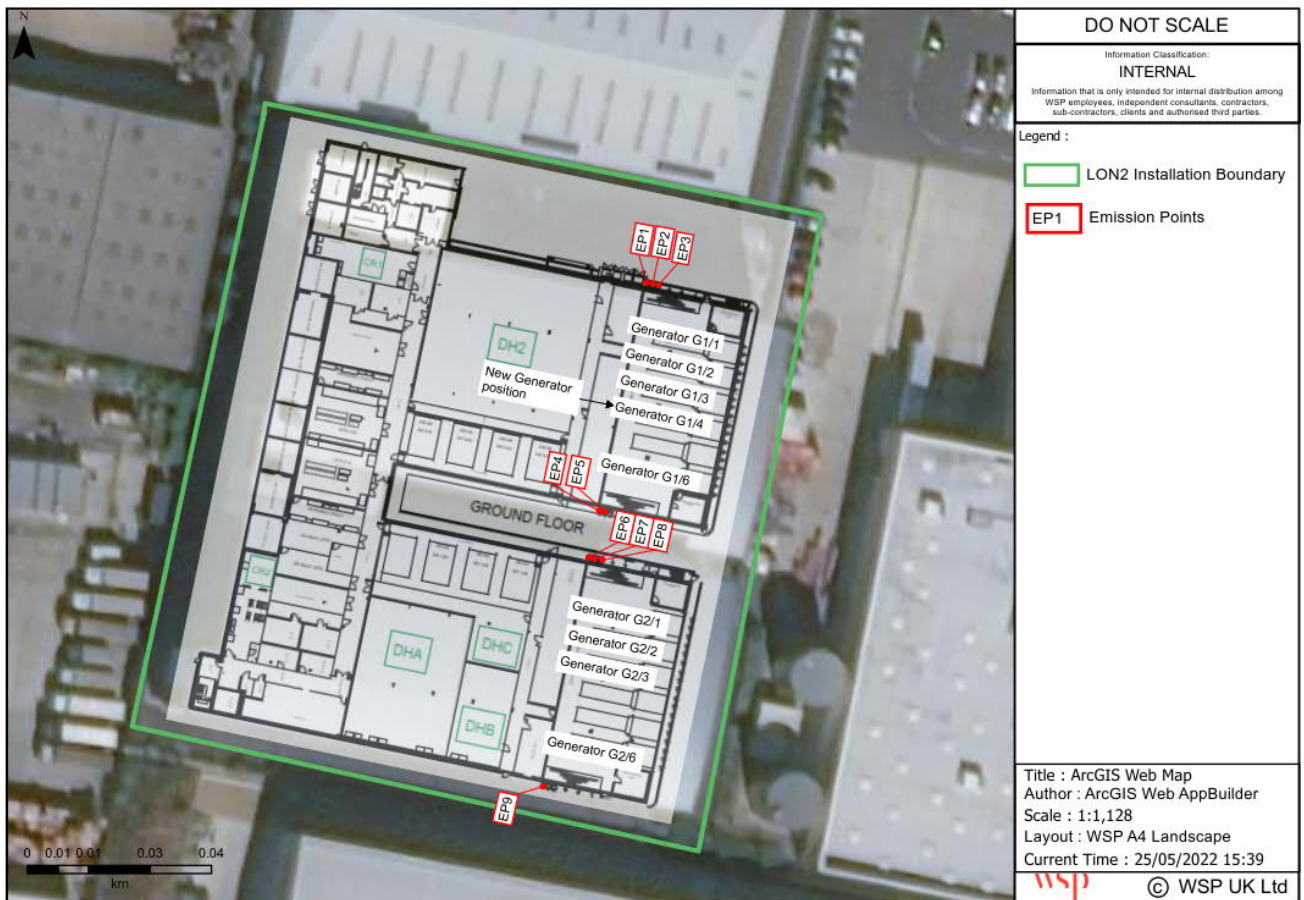 N
DO NOT SCALE
Information Classification:
INTERNAL
Information that is only intended for internal distribution among
WSP employees, independent consultants, contractors,
sub-contractors, clients and authorised third parties.
Legend :
LON2 Installation Boundary
EP1 Emission Points
EP1
EP2
EP3
CR1
DH2
Generator G1/1
Generator G1/2
Generator G1/3
New Generator
position
Generator G1/4
Generator G1/6
EP4
EP5
GROUND FLOOR
EP6
EP7
EP8
CR2
Generator G2/1
Generator G2/2
Generator G2/3
DHA
DHC
DHB
Generator G2/6
EP9
0 0.01 0.01 0.03 0.04
km
Title : ArcGIS Web Map
Author : ArcGIS Web AppBuilder
Scale : 1:1,128
Layout : WSP A4 Landscape
Current Time : 25/05/2022 15:39
wsp
© WSP UK Ltd